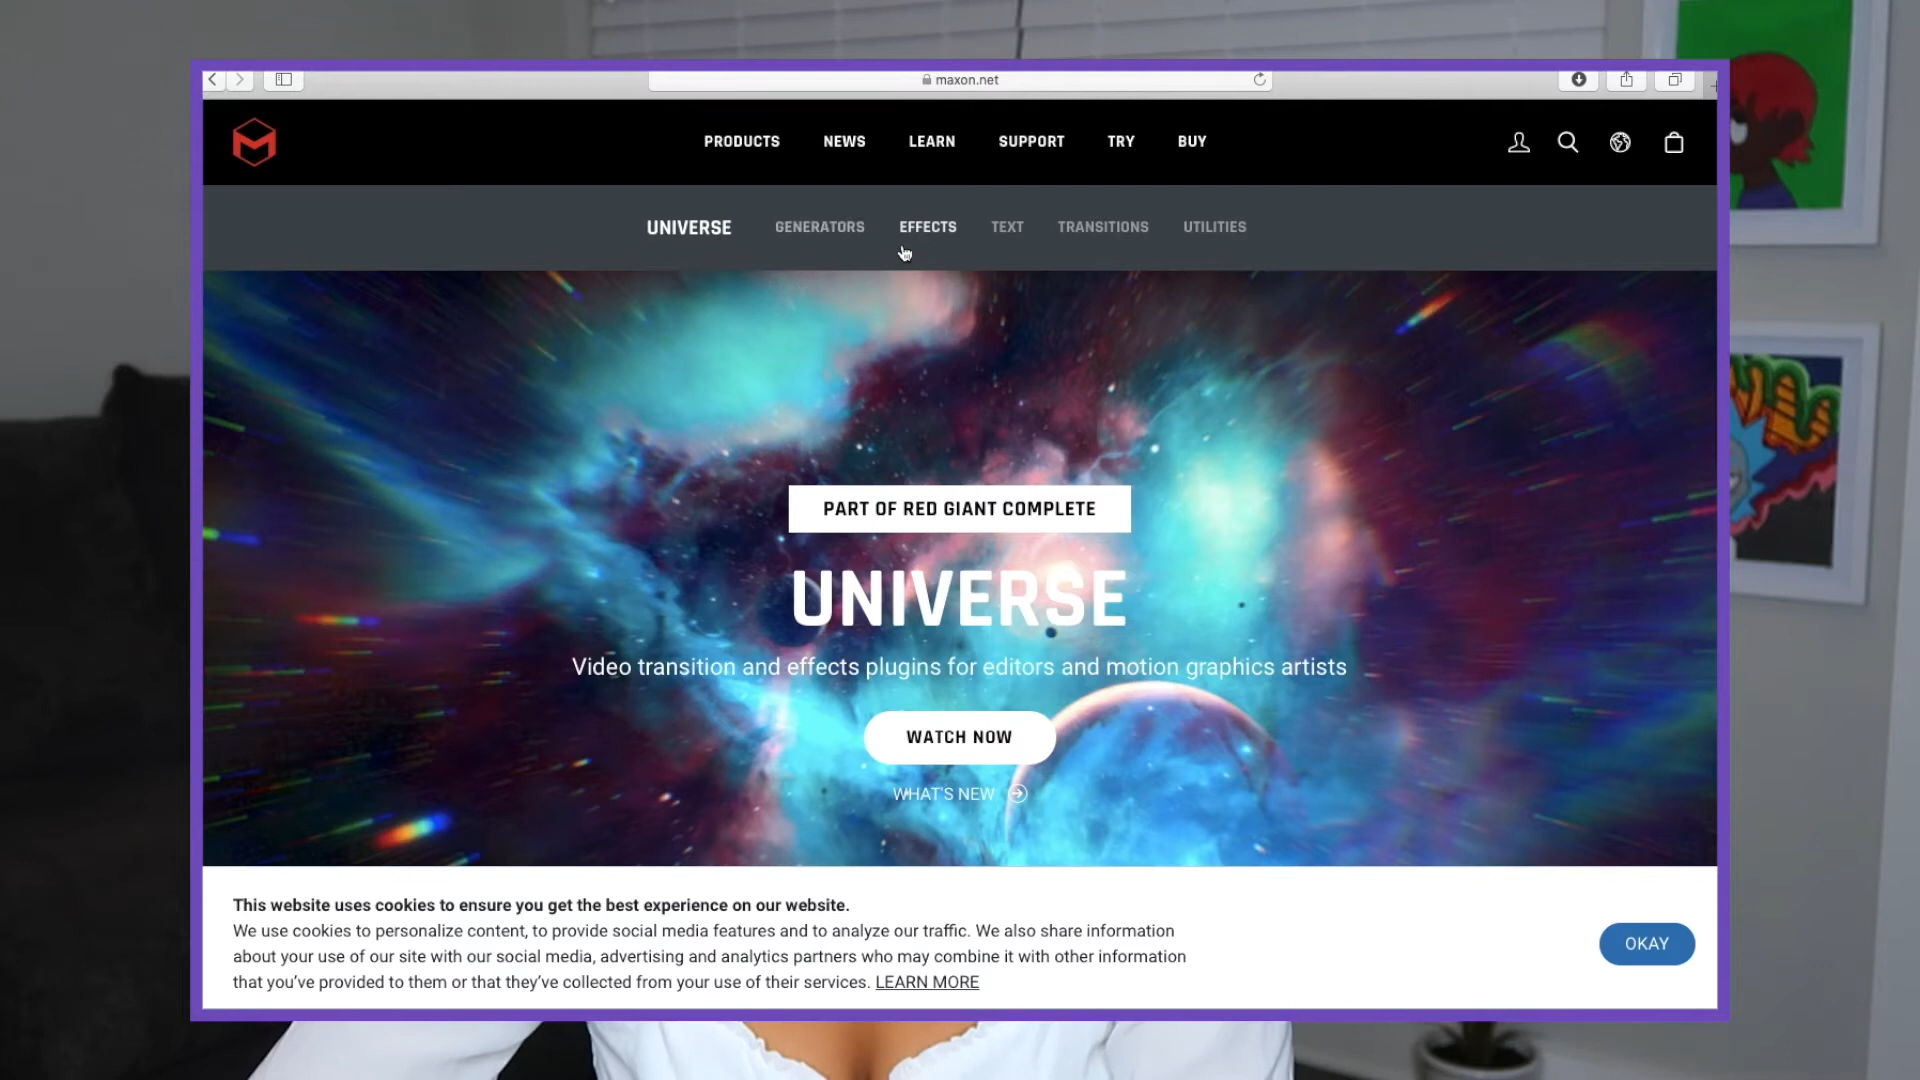 maxon.net
PRODUCTS NEWS LEARN SUPPORT TRY BUY
UNIVERSE GENERATORS EFFECTS TEXT TRANSITIONS UTILITIES
PART OF RED GIANT COMPLETE
UNIVERSE
Video transition and effects plugins for editors and motion graphics artists
WATCH NOW
WHAT'S NEW
This website uses cookies to ensure you get the best experience on our website.
We use cookies to personalize content, to provide social media features and to analyze our traffic. We also share information
about your use of our site with our social media, advertising and analytics partners who may combine it with other information
that you've provided to them or that they've collected from your use of their services. LEARN MORE
OKAY